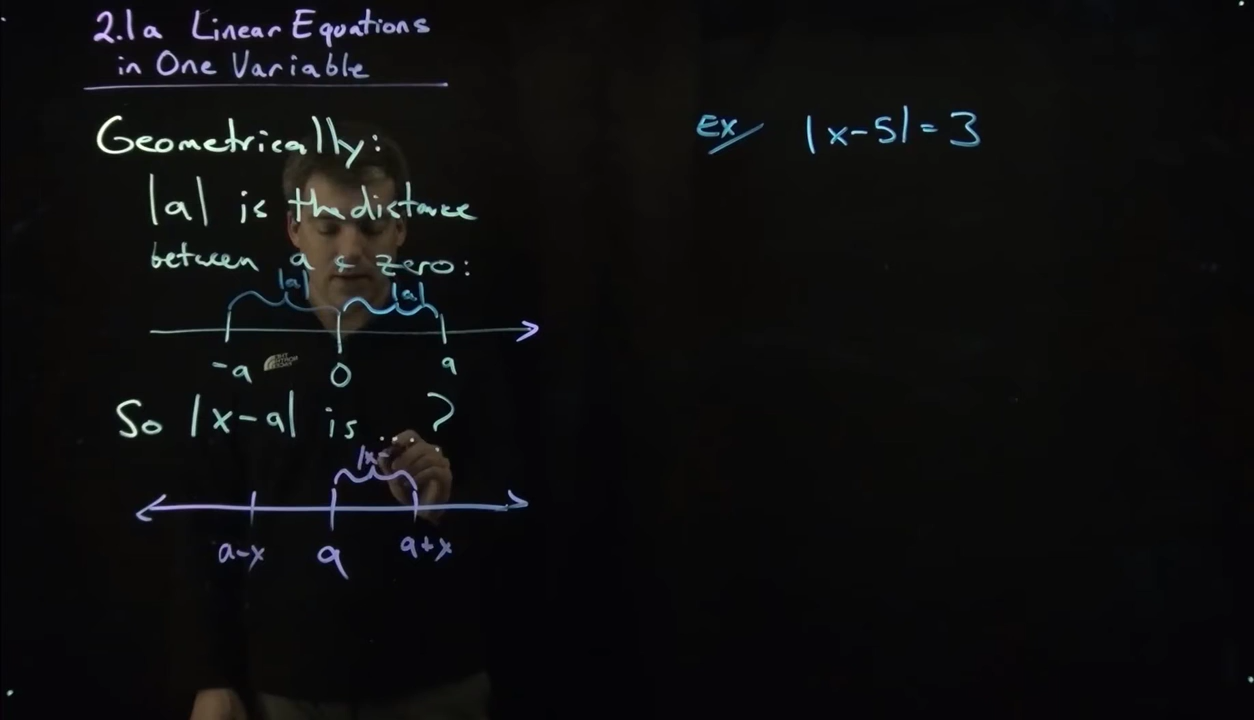 2.1a Linear Equations
in One Variable
Geometrically:
|a| is the distance
between a & zero:
|a| |a|
-a 0 a
So |x-a| is ...?
|x-
a-x a a+x
Ex |x-5| = 3